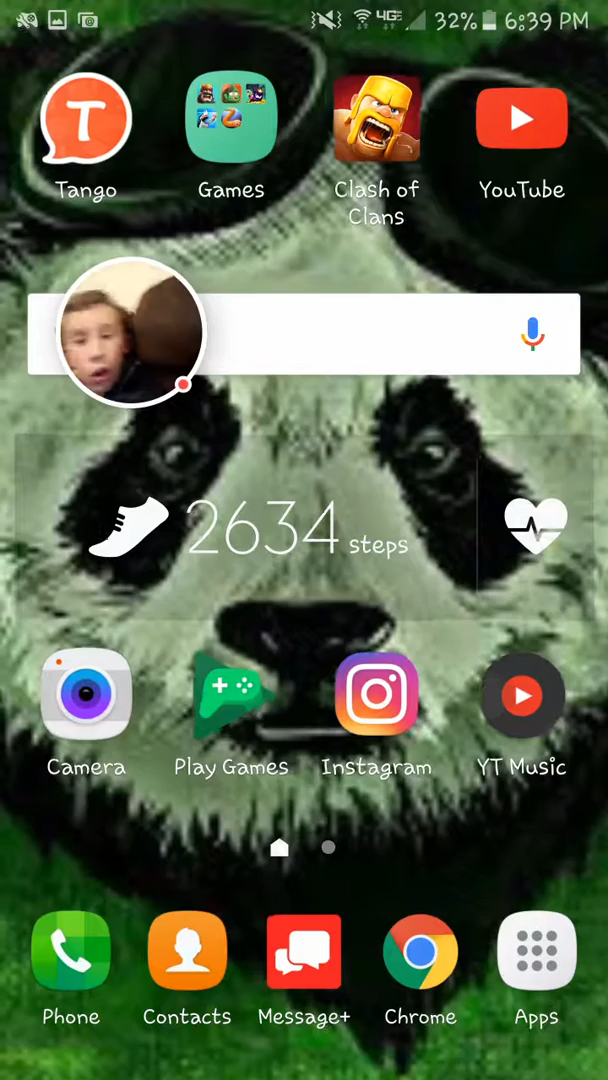 4GE 32% 6:39 PM
T
Tango Games Clash of Clans YouTube
2634 steps
Camera Play Games Instagram YT Music
Phone Contacts Message+ Chrome Apps